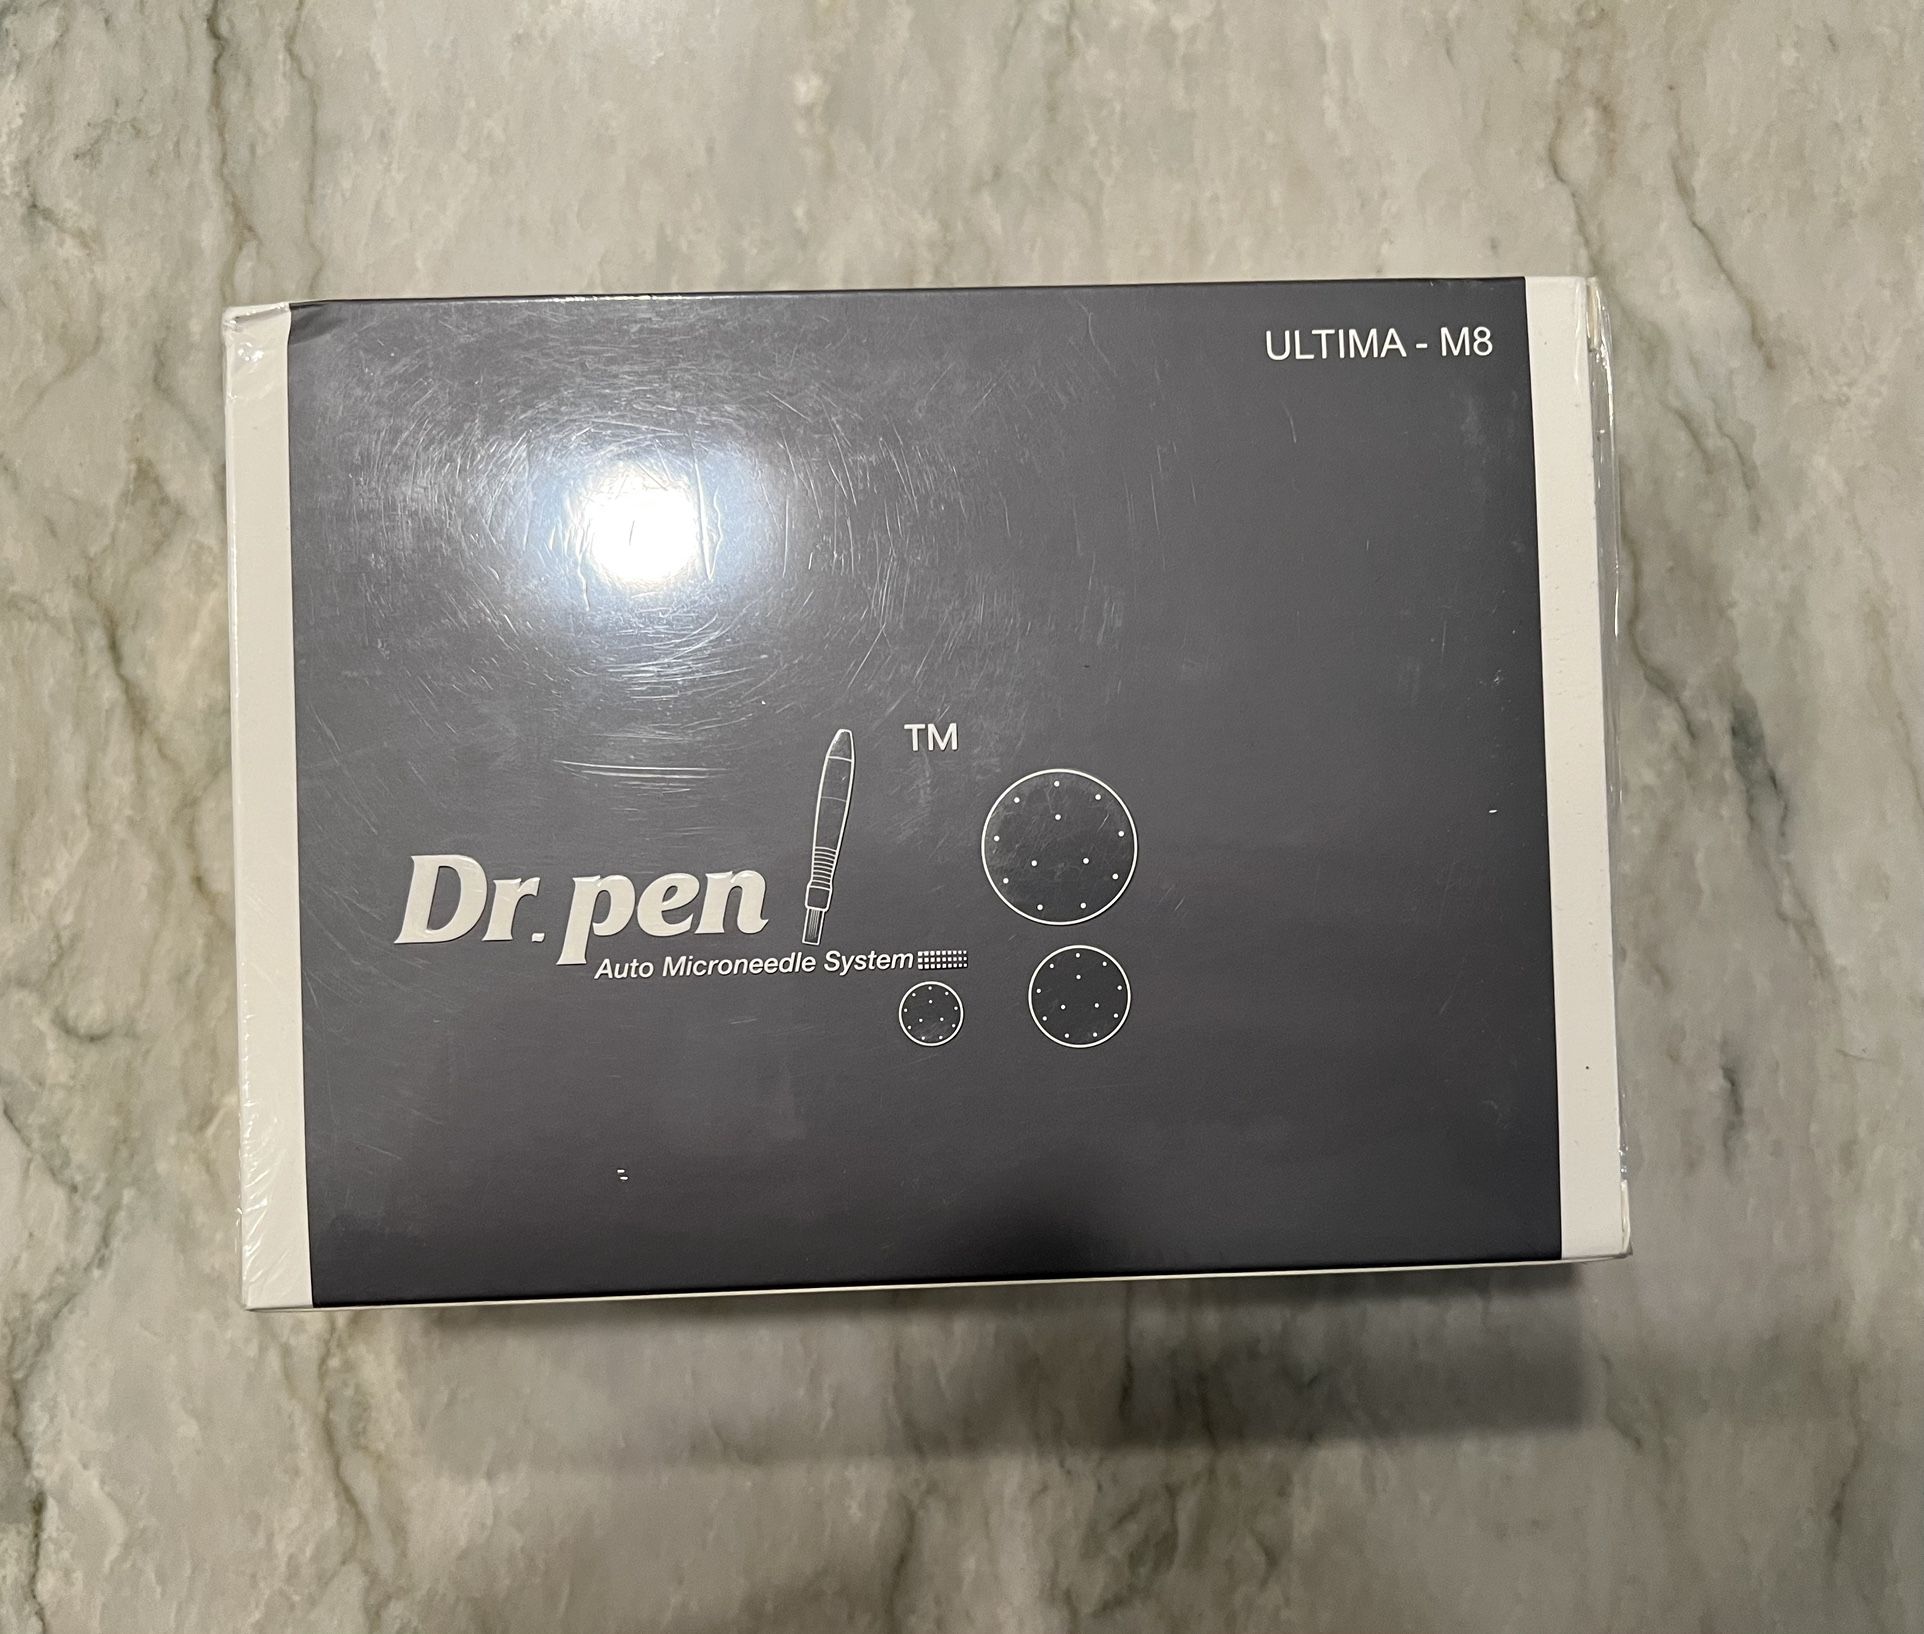 ULTIMA - M8
TM
Dr. pen
Auto Microneedle System